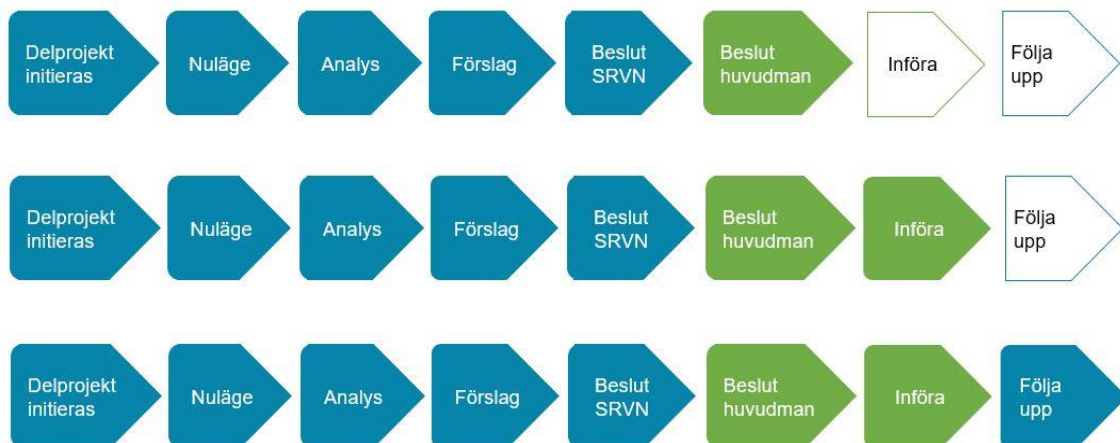 Delprojekt
initieras
Nuläge
Analys
Förslag
Beslut
SRVN
Beslut
huvudman
Införa
Följa
upp
Delprojekt
initieras
Nuläge
Analys
Förslag
Beslut
SRVN
Beslut
huvudman
Införa
Följa
upp
Delprojekt
initieras
Nuläge
Analys
Förslag
Beslut
SRVN
Beslut
huvudman
Införa
Följa
upp